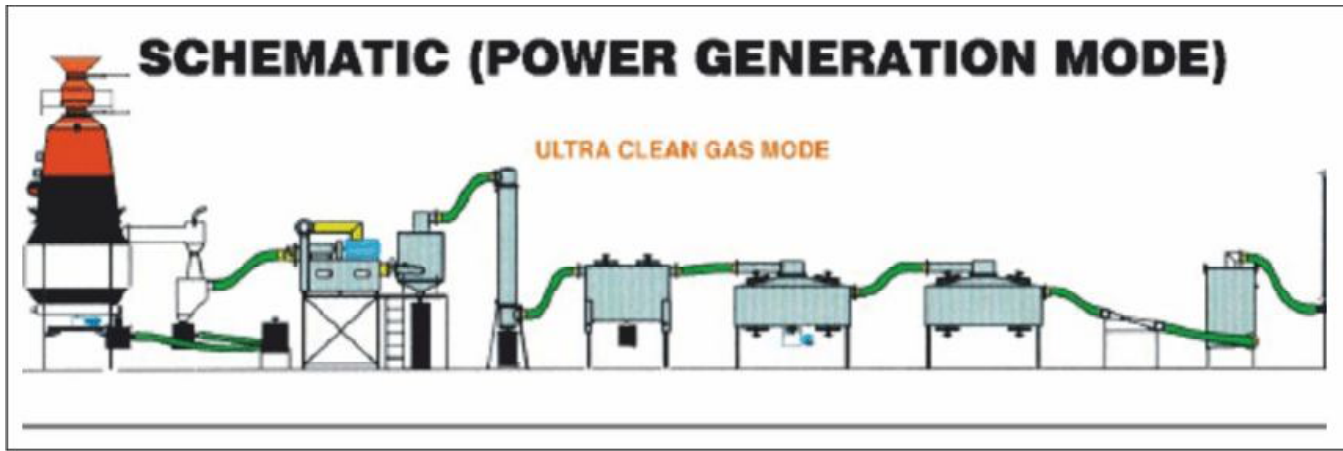 SCHEMATIC (POWER GENERATION MODE)
ULTRA CLEAN GAS MODE